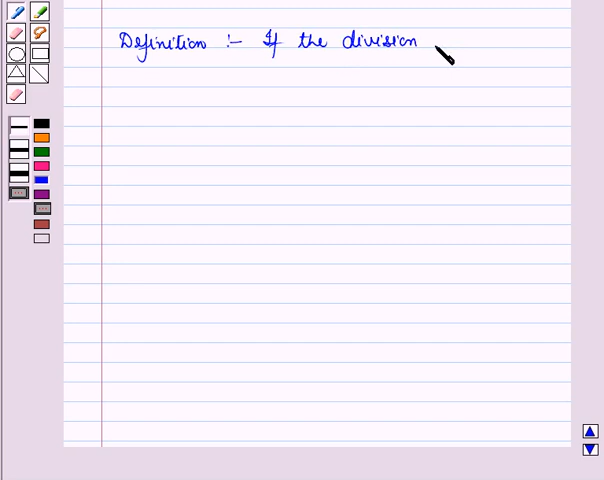 Definition :- If the division